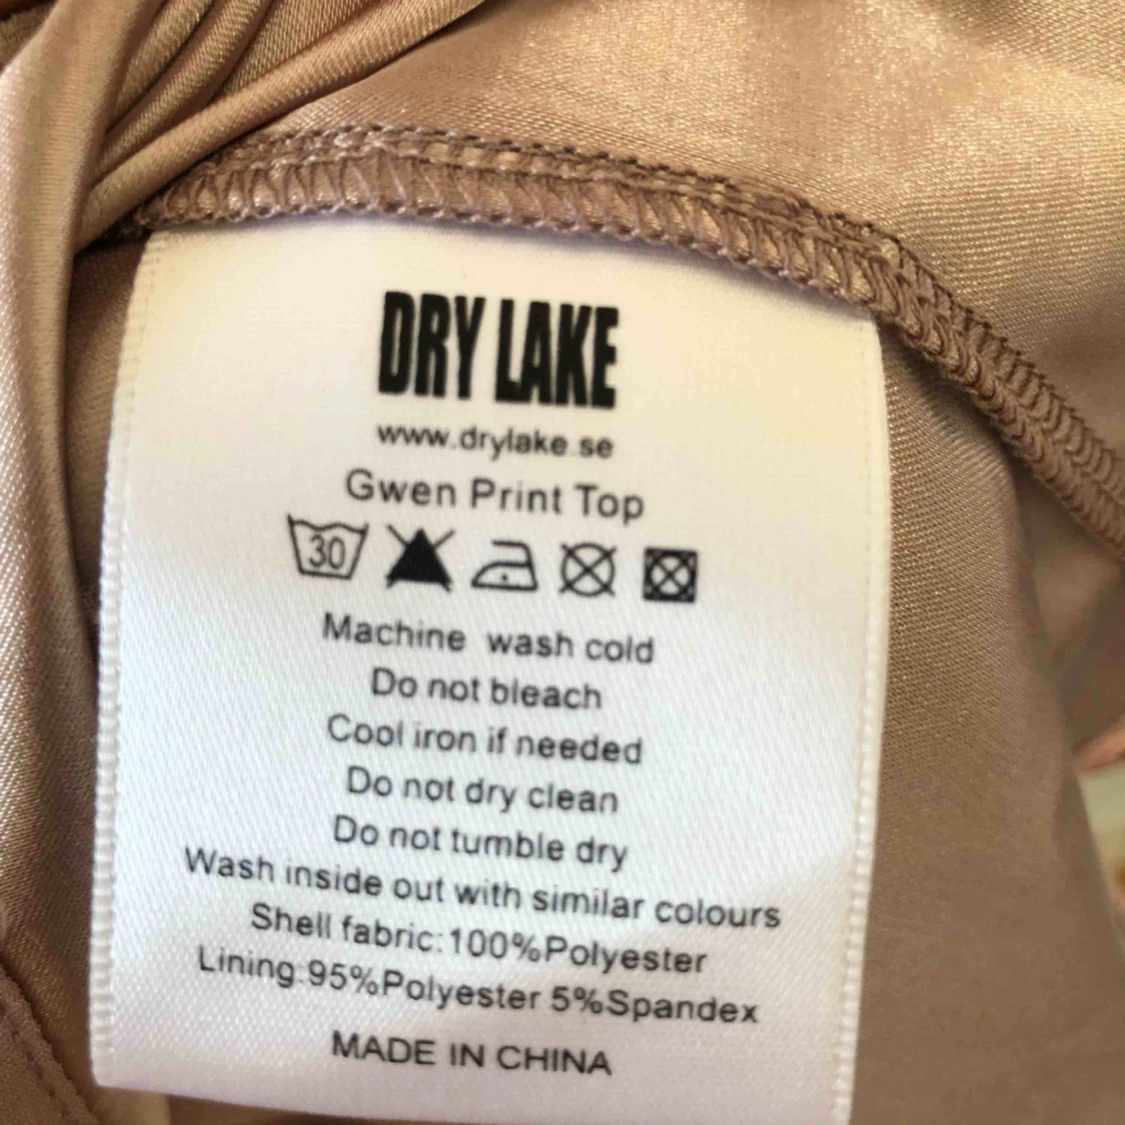 DRY LAKE
www.drylake.se
Gwen Print Top
30
Machine wash cold
Do not bleach
Cool iron if needed
Do not dry clean
Do not tumble dry
Wash inside out with similar colours
Shell fabric:100%Polyester
Lining:95%Polyester 5%Spandex
MADE IN CHINA